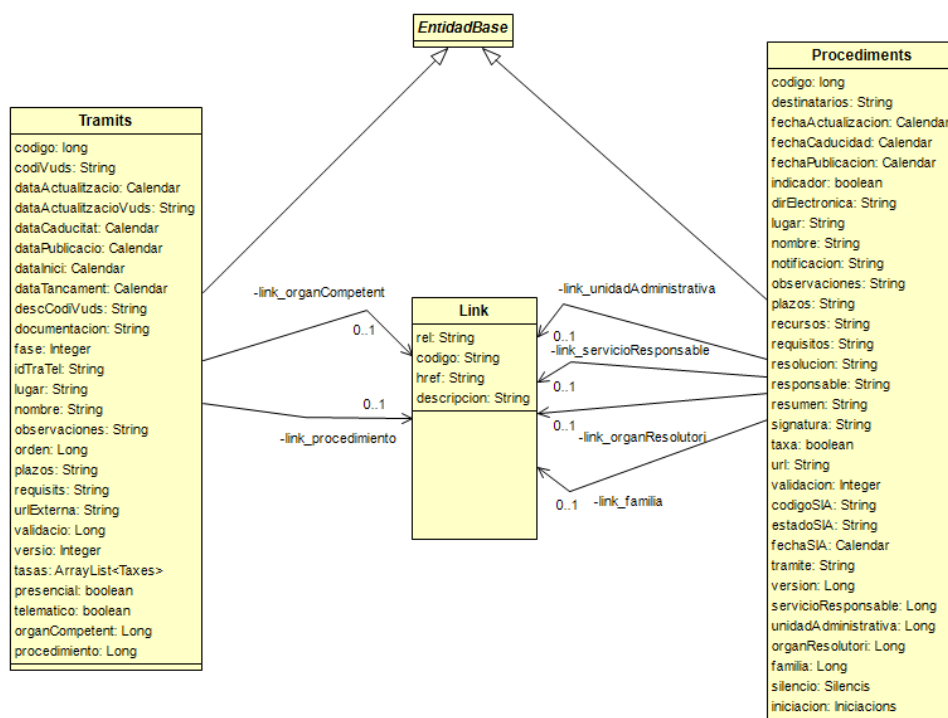 EntidadBase
Tramits
codigo: long
codiVuds: String
dataActualitzacio: Calendar
dataActualitzacioVuds: String
dataCaducitat: Calendar
dataPublicacio: Calendar
dataInici: Calendar
dataTancament: Calendar
descCodiVuds: String
documentacion: String
fase: Integer
idTraTel: String
lugar: String
nombre: String
observaciones: String
orden: Long
plazos: String
requisits: String
urlExterna: String
validacio: Long
versio: Integer
tasas: ArrayList<Taxes>
presencial: boolean
telematico: boolean
organCompetent: Long
procedimiento: Long
-link_organCompetent
0..1
0..1
-link_procedimiento
Link
rel: String
codigo: String
href: String
descripcion: String
-link_unidadAdministrativa
0..1
-link_servicioResponsable
0..1
0..1
-link_organResolutori
0..1
-link_familia
Procediments
codigo: long
destinatarios: String
fechaActualizacion: Calendar
fechaCaducidad: Calendar
fechaPublicacion: Calendar
indicador: boolean
dirElectronica: String
lugar: String
nombre: String
notificacion: String
observaciones: String
plazos: String
recursos: String
requisitos: String
resolucion: String
responsable: String
resumen: String
signatura: String
taxa: boolean
url: String
validacion: Integer
codigoSIA: String
estadoSIA: String
fechaSIA: Calendar
tramite: String
version: Long
servicioResponsable: Long
unidadAdministrativa: Long
organResolutori: Long
familia: Long
silencio: Silencis
iniciacion: Iniciacions